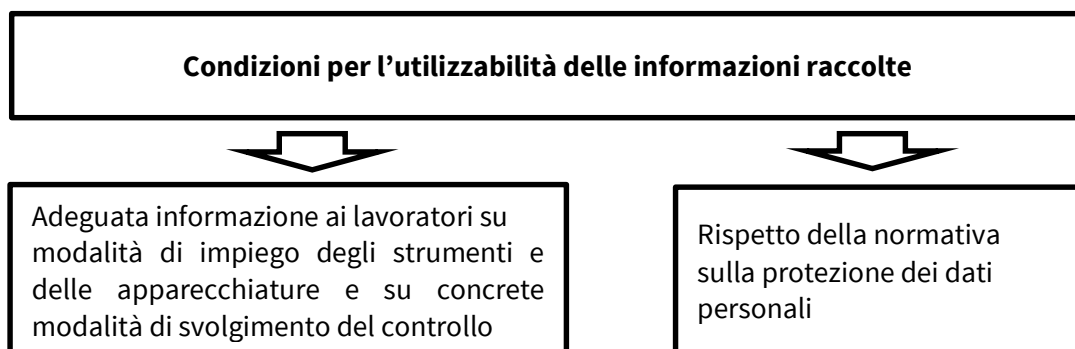 Condizioni per l’utilizzabilità delle informazioni raccolte
Adeguata informazione ai lavoratori su
modalità di impiego degli strumenti e
delle apparecchiature e su concrete
modalità di svolgimento del controllo
Rispetto della normativa
sulla protezione dei dati
personali